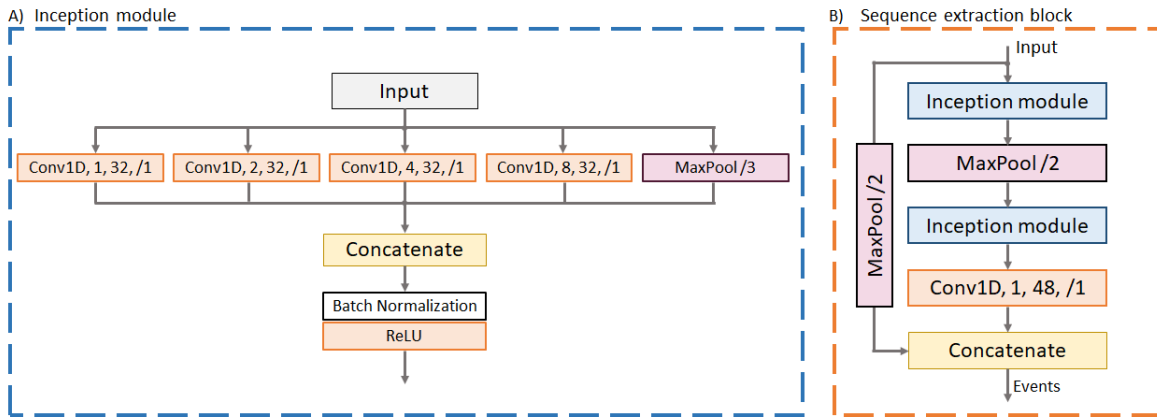 A) Inception module
Input
Conv1D, 1, 32, /1
Conv1D, 2, 32, /1
Conv1D, 4, 32, /1
Conv1D, 8, 32, /1
MaxPool /3
Concatenate
Batch Normalization
ReLU
B) Sequence extraction block
Input
Inception module
MaxPool /2
MaxPool /2
Inception module
Conv1D, 1, 48, /1
Concatenate
Events